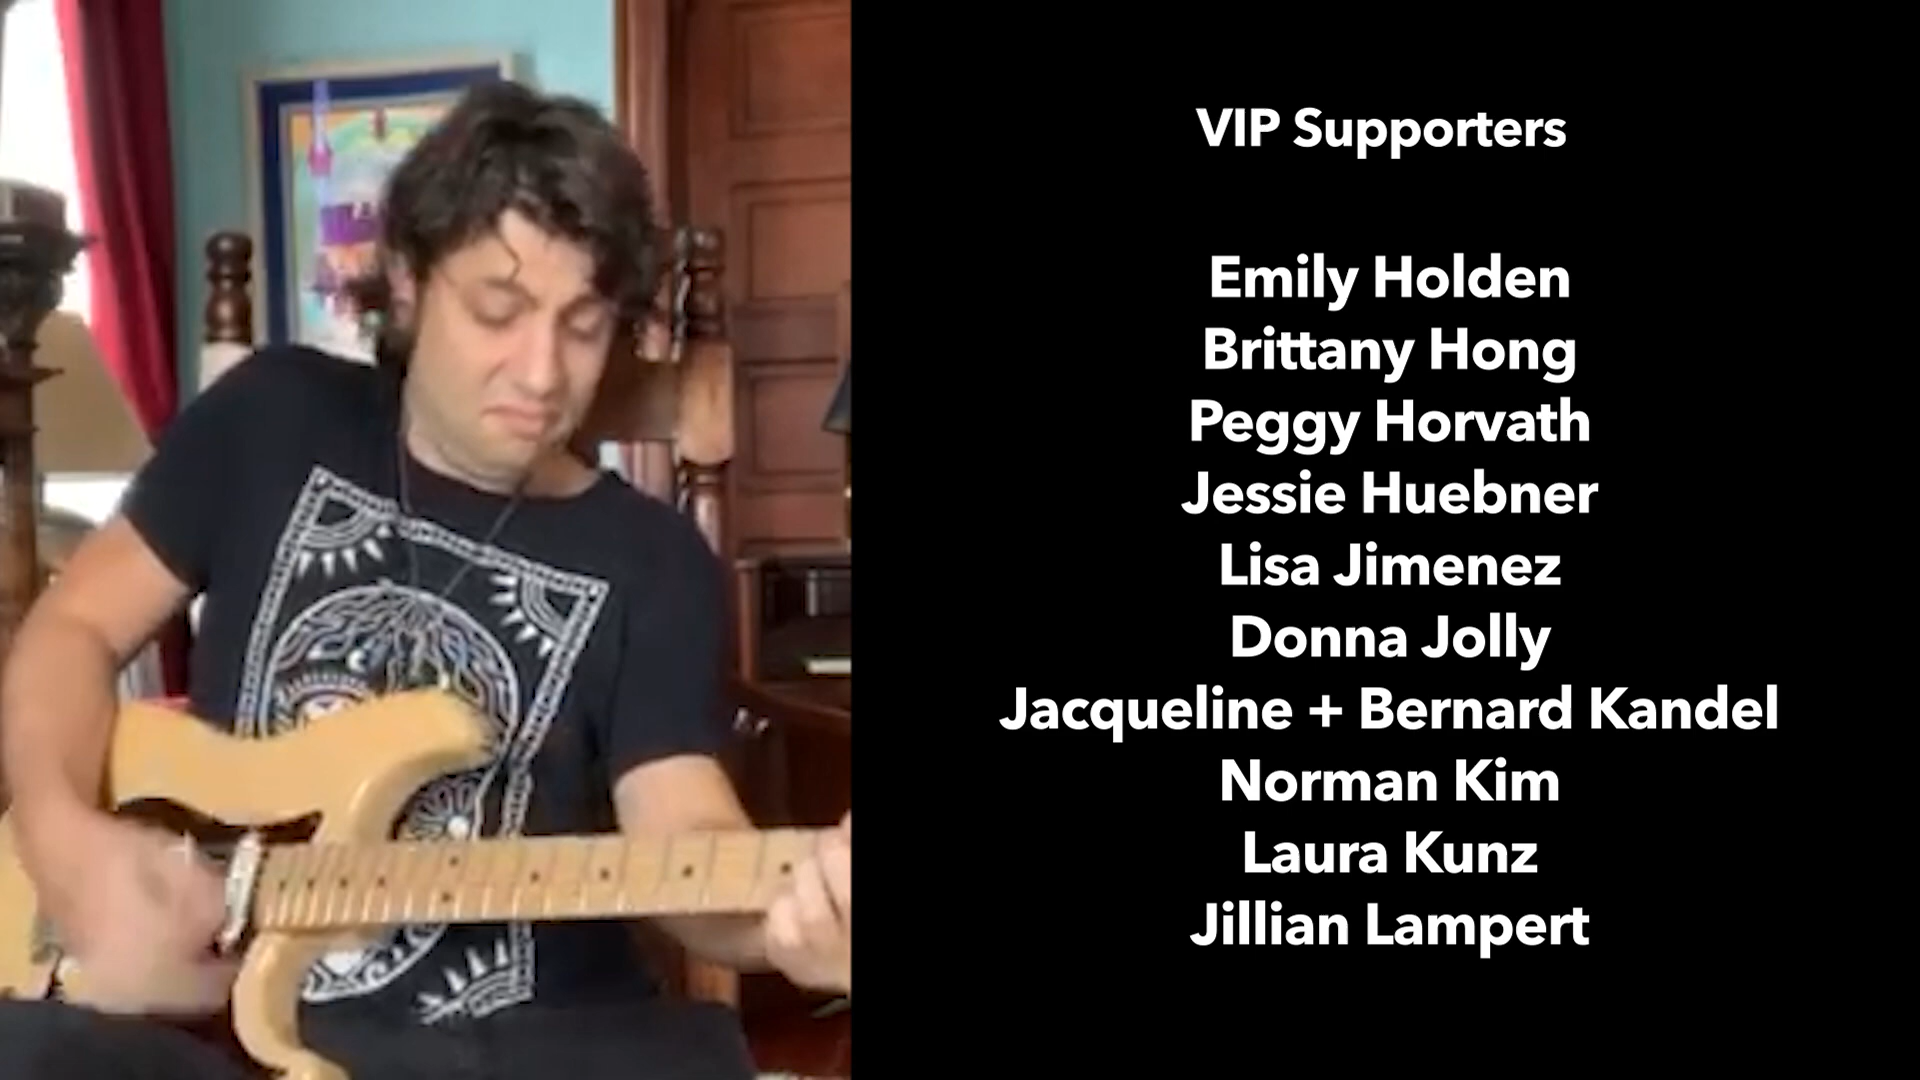 VIP Supporters
Emily Holden
Brittany Hong
Peggy Horvath
Jessie Huebner
Lisa Jimenez
Donna Jolly
Jacqueline + Bernard Kandel
Norman Kim
Laura Kunz
Jillian Lampert